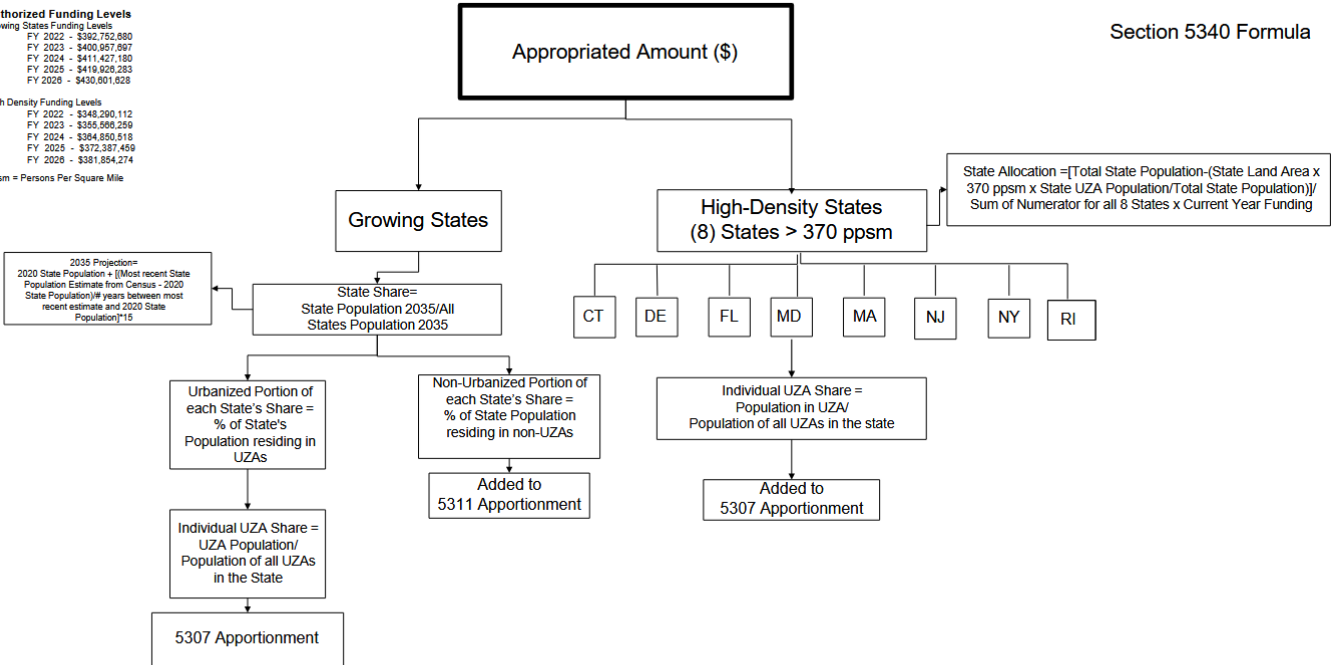 thorized Funding Levels
wing States Funding Levels
FY 2022 - $392,752,680
FY 2023 - $400,957,697
FY 2024 - $411,427,180
FY 2025 - $419,926,283
FY 2026 - $430,601,628
h Density Funding Levels
FY 2022 - $348,290,112
FY 2023 - $355,566,259
FY 2024 - $364,850,518
FY 2025 - $372,387,459
FY 2026 - $381,854,274
sm = Persons Per Square Mile
Appropriated Amount ($)
Section 5340 Formula
State Allocation =[Total State Population-(State Land Area x
370 ppsm x State UZA Population/Total State Population)]/
Sum of Numerator for all 8 States x Current Year Funding
Growing States
High-Density States
(8) States > 370 ppsm
2035 Projection=
2020 State Population + [(Most recent State
Population Estimate from Census - 2020
State Population)/# years between most
recent estimate and 2020 State
Population]*15
State Share=
State Population 2035/All
States Population 2035
CT
DE
FL
MD
MA
NJ
NY
RI
Urbanized Portion of
each State's Share =
% of State's
Population residing in
UZAs
Non-Urbanized Portion of
each State's Share =
% of State Population
residing in non-UZAs
Individual UZA Share =
Population in UZA/
Population of all UZAs in the state
Added to
5311 Apportionment
Added to
5307 Apportionment
Individual UZA Share =
UZA Population/
Population of all UZAs
in the State
5307 Apportionment